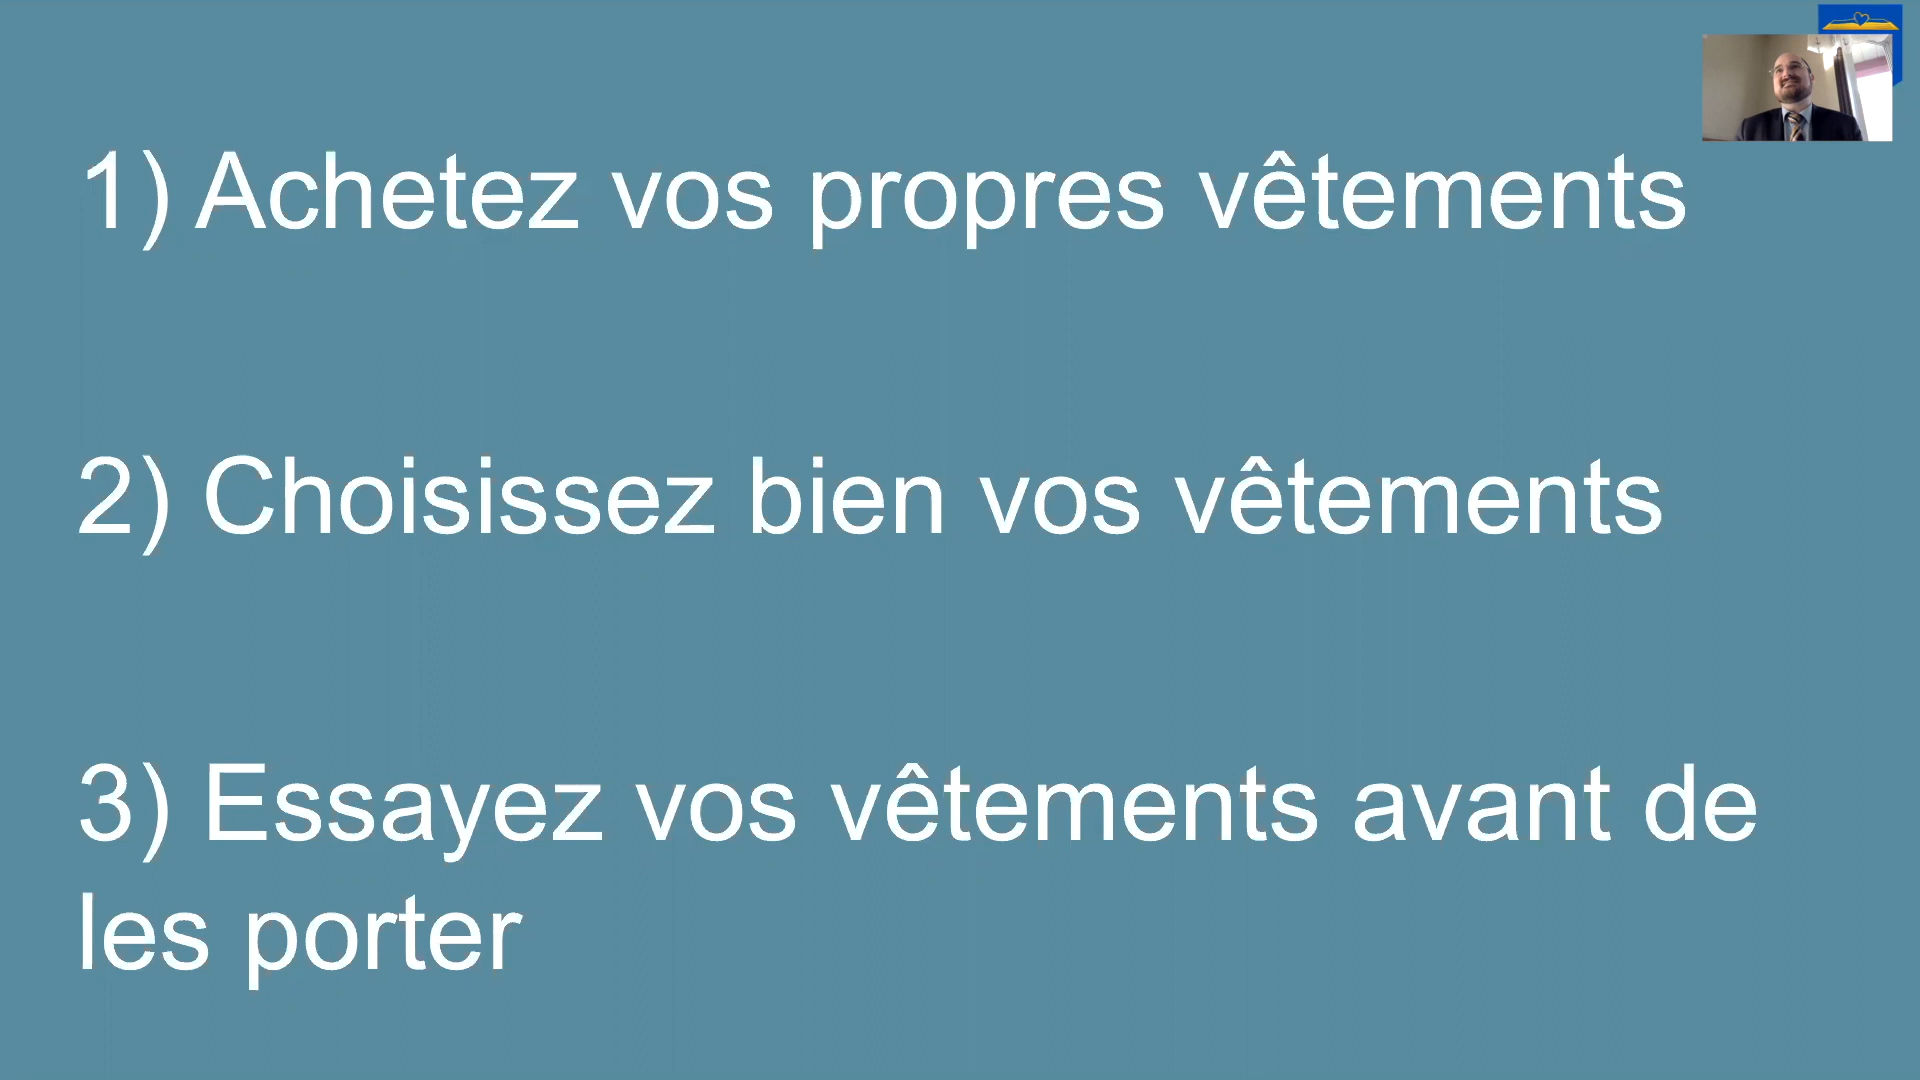 1) Achetez vos propres vêtements
2) Choisissez bien vos vêtements
3) Essayez vos vêtements avant de
les porter